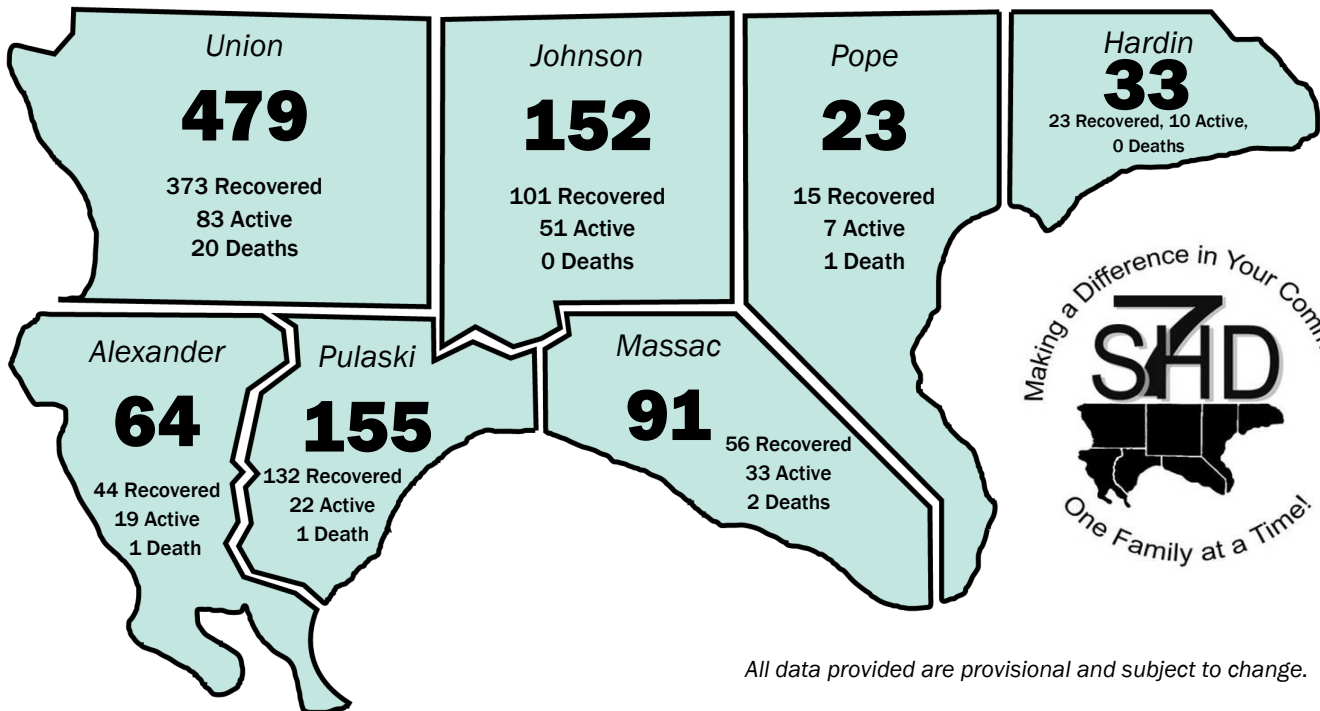 Union
479
373 Recovered
83 Active
20 Deaths
Johnson
152
101 Recovered
51 Active
0 Deaths
Pope
23
15 Recovered
7 Active
1 Death
Hardin
33
23 Recovered, 10 Active,
0 Deaths
Alexander
64
44 Recovered
19 Active
1 Death
Pulaski
155
132 Recovered
22 Active
1 Death
Massac
91
56 Recovered
33 Active
2 Deaths
Making a Difference in Your
S7HD
One Family at a Time!
All data provided are provisional and subject to change.